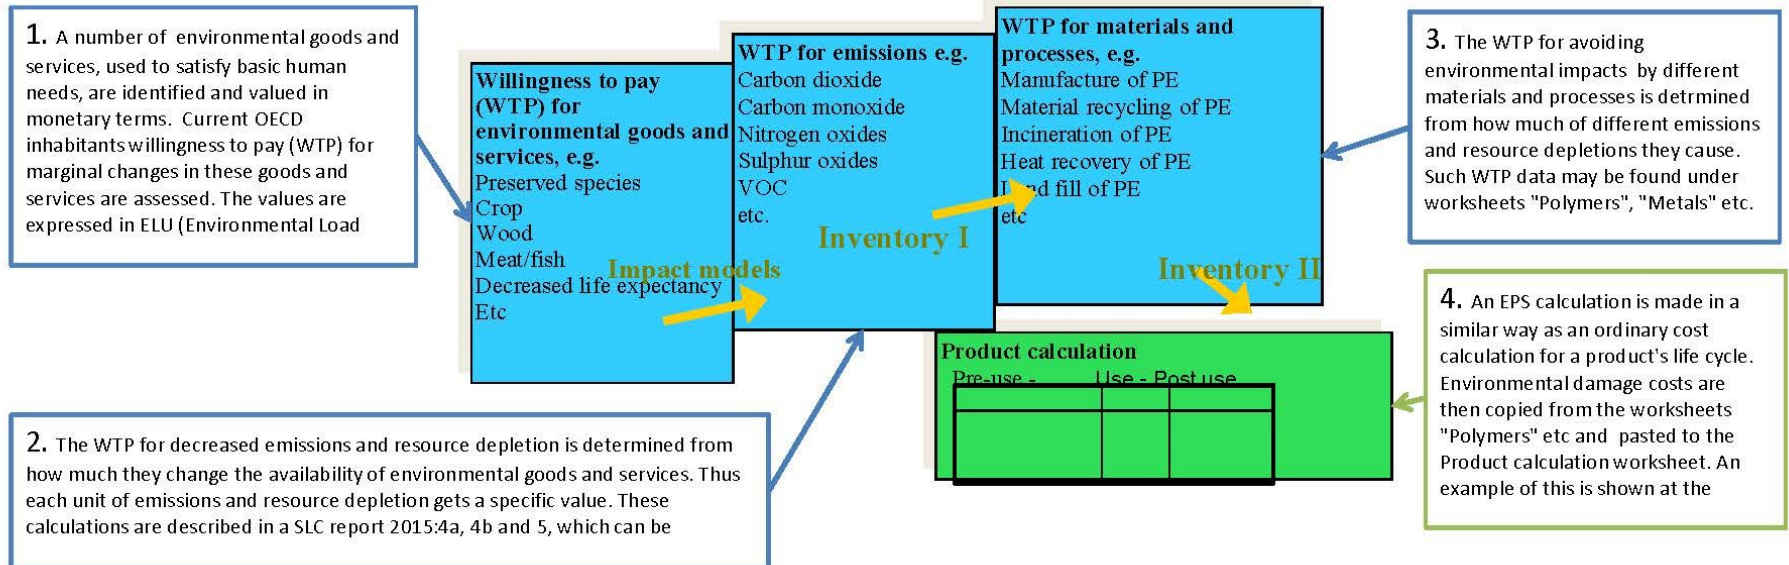 1. A number of environmental goods and
services, used to satisfy basic human
needs, are identified and valued in
monetary terms. Current OECD
inhabitants willingness to pay (WTP) for
marginal changes in these goods and
services are assessed. The values are
expressed in ELU (Environmental Load
Willingness to pay
(WTP) for
environmental goods and
services, e.g.
Preserved species
Crop
Wood
Meat/fish
Decreased life expectancy
Etc
Impact models
WTP for emissions e.g.
Carbon dioxide
Carbon monoxide
Nitrogen oxides
Sulphur oxides
VOC
etc.
Inventory I
WTP for materials and
processes, e.g.
Manufacture of PE
Material recycling of PE
Incineration of PE
Heat recovery of PE
Land fill of PE
etc
Inventory II
3. The WTP for avoiding
environmental impacts by different
materials and processes is detrmined
from how much of different emissions
and resource depletions they cause.
Such WTP data may be found under
worksheets "Polymers", "Metals" etc.
2. The WTP for decreased emissions and resource depletion is determined from
how much they change the availability of environmental goods and services. Thus
each unit of emissions and resource depletion gets a specific value. These
calculations are described in a SLC report 2015:4a, 4b and 5, which can be
Product calculation
Pre-use - Use - Post use
4. An EPS calculation is made in a
similar way as an ordinary cost
calculation for a product's life cycle.
Environmental damage costs are
then copied from the worksheets
"Polymers" etc and pasted to the
Product calculation worksheet. An
example of this is shown at the